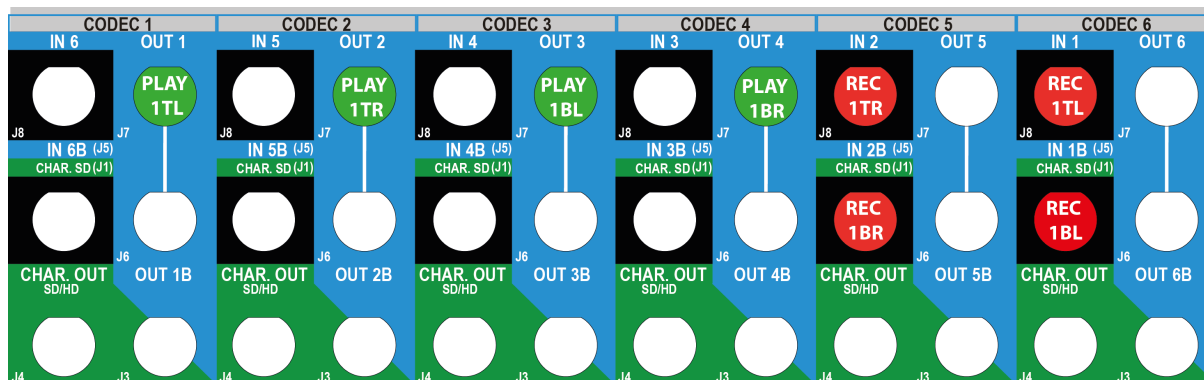 CODEC 1 CODEC 2 CODEC 3 CODEC 4 CODEC 5 CODEC 6
IN 6 OUT 1 IN 5 OUT 2 IN 4 OUT 3 IN 3 OUT 4 IN 2 OUT 5 IN 1 OUT 6
PLAY PLAY PLAY PLAY REC REC
1TL 1TR 1BL 1BR 1TR 1TL
J8 J7 J8 J7 J8 J7 J8 J7 J8 J7 J8 J7
IN 6B (J5) IN 5B (J5) IN 4B (J5) IN 3B (J5) IN 2B (J5) IN 1B (J5)
CHAR. SD (J1) CHAR. SD (J1) CHAR. SD (J1) CHAR. SD (J1) CHAR. SD (J1) CHAR. SD (J1)
REC REC
1BR 1BL
J6 J6 J6 J6 J6 J6
CHAR. OUT OUT 1B CHAR. OUT OUT 2B CHAR. OUT OUT 3B CHAR. OUT OUT 4B CHAR. OUT OUT 5B CHAR. OUT OUT 6B
SD/HD SD/HD SD/HD SD/HD SD/HD SD/HD
J4 J3 J4 J3 J4 J3 J4 J3 J4 J3 J4 J3